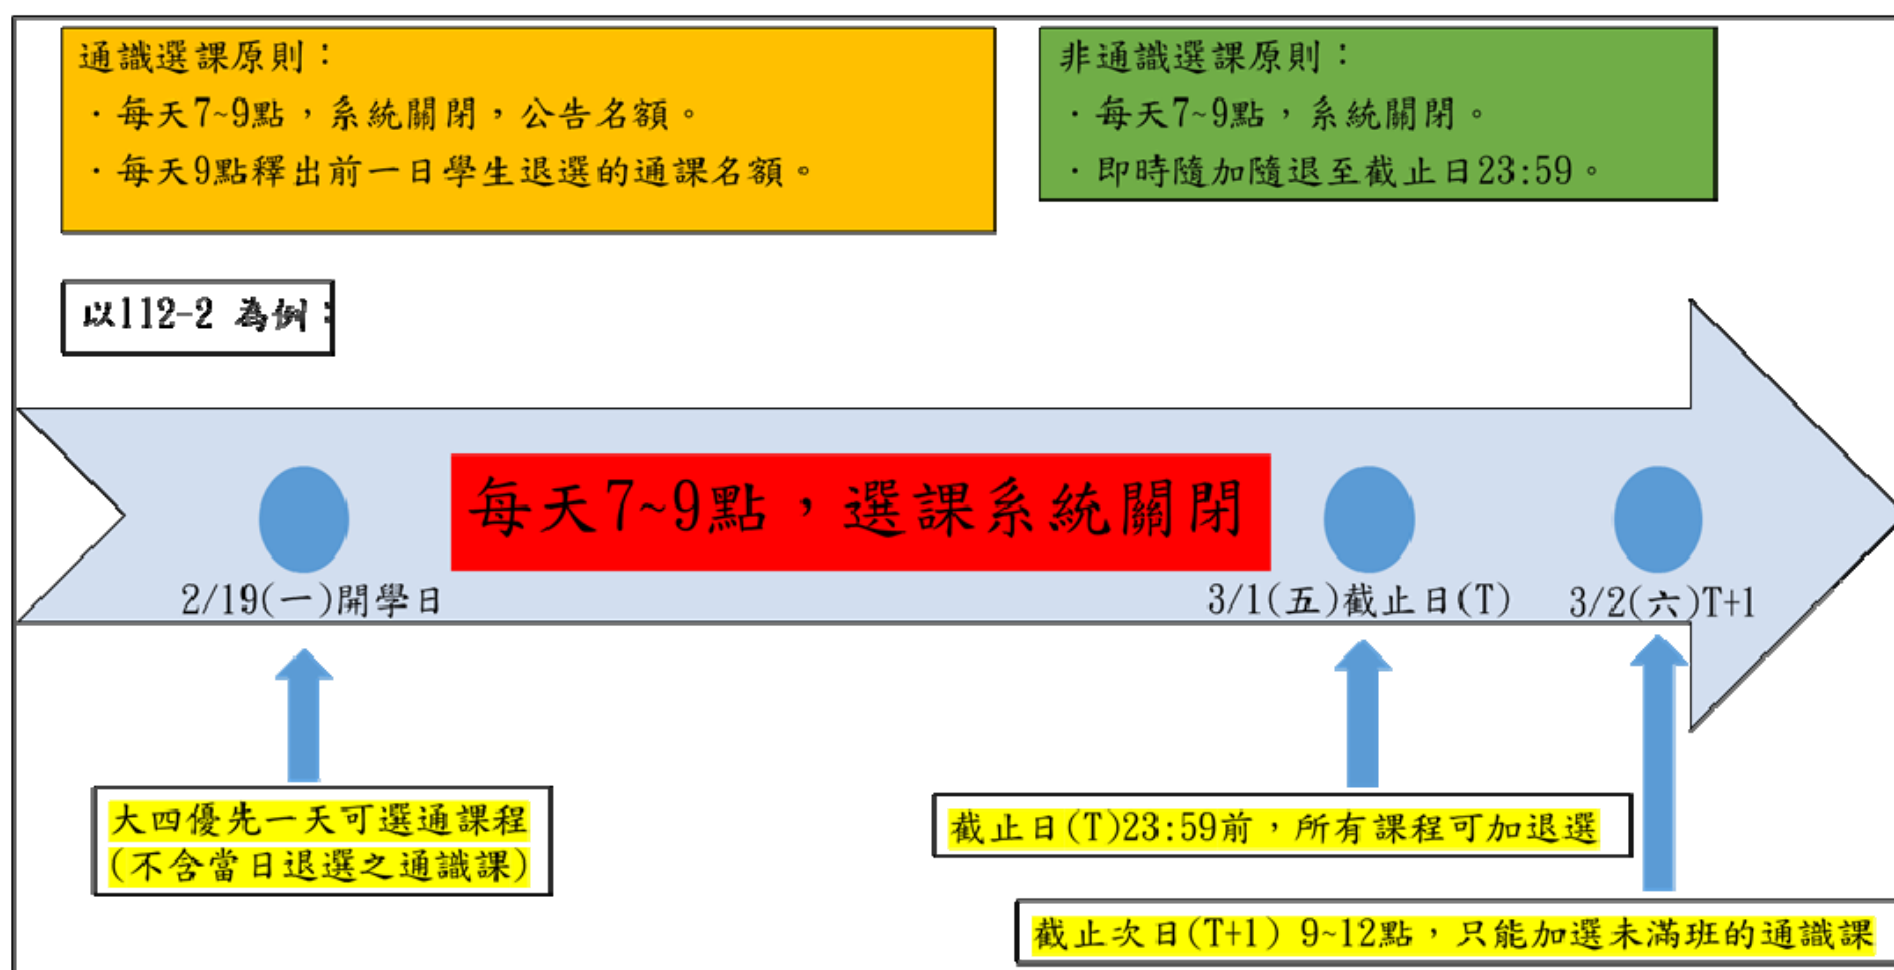 通識選課原則：
．每天7~9點，系統關閉，公告名額。
．每天9點釋出前一日學生退選的通課名額。
非通識選課原則：
．每天7~9點，系統關閉。
．即時隨加隨退至截止日23:59。
以112-2 為例：
每天7~9點，選課系統關閉
2/19(一)開學日
3/1(五)截止日(T)
3/2(六)T+1
大四優先一天可選通課程
(不含當日退選之通識課)
截止日(T)23:59前，所有課程可加退選
截止次日(T+1) 9~12點，只能加選未滿班的通識課